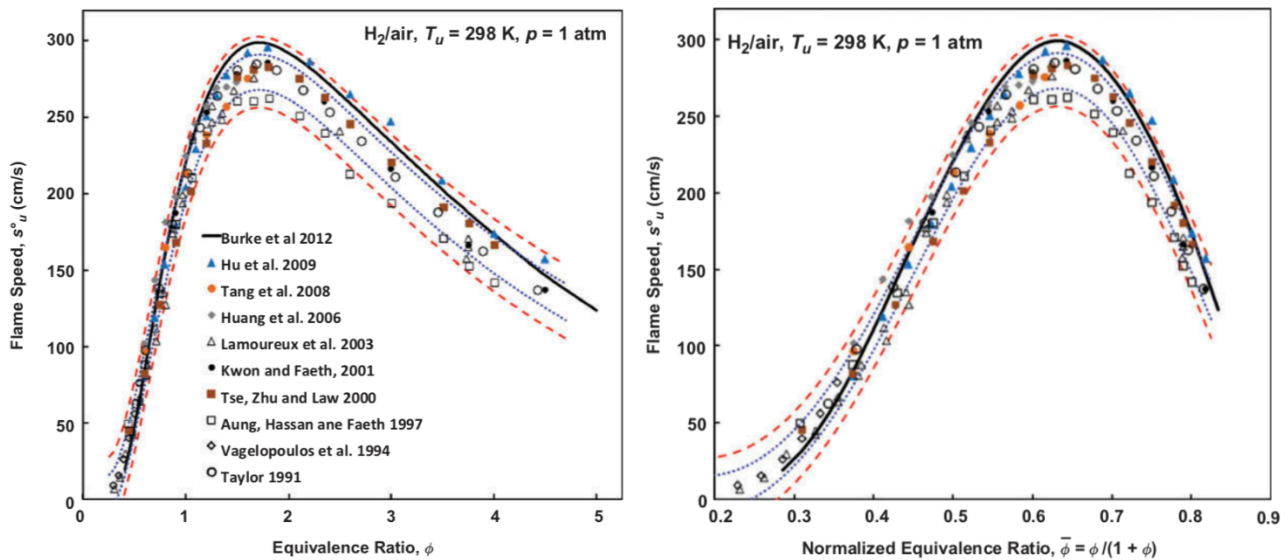 H2/air, Tu = 298 K, p = 1 atm
300
250
200
150
100
50
0
Flame Speed, s°u (cm/s)
Burke et al 2012
Hu et al. 2009
Tang et al. 2008
Huang et al. 2006
Lamoureux et al. 2003
Kwon and Faeth, 2001
Tse, Zhu and Law 2000
Aung, Hassan ane Faeth 1997
Vagelopoulos et al. 1994
Taylor 1991
0 1 2 3 4 5
Equivalence Ratio, ϕ
H2/air, Tu = 298 K, p = 1 atm
300
250
200
150
100
50
0
Flame Speed, s°u (cm/s)
0.2 0.3 0.4 0.5 0.6 0.7 0.8 0.9
Normalized Equivalence Ratio, ϕ̅ = ϕ/(1 + ϕ)